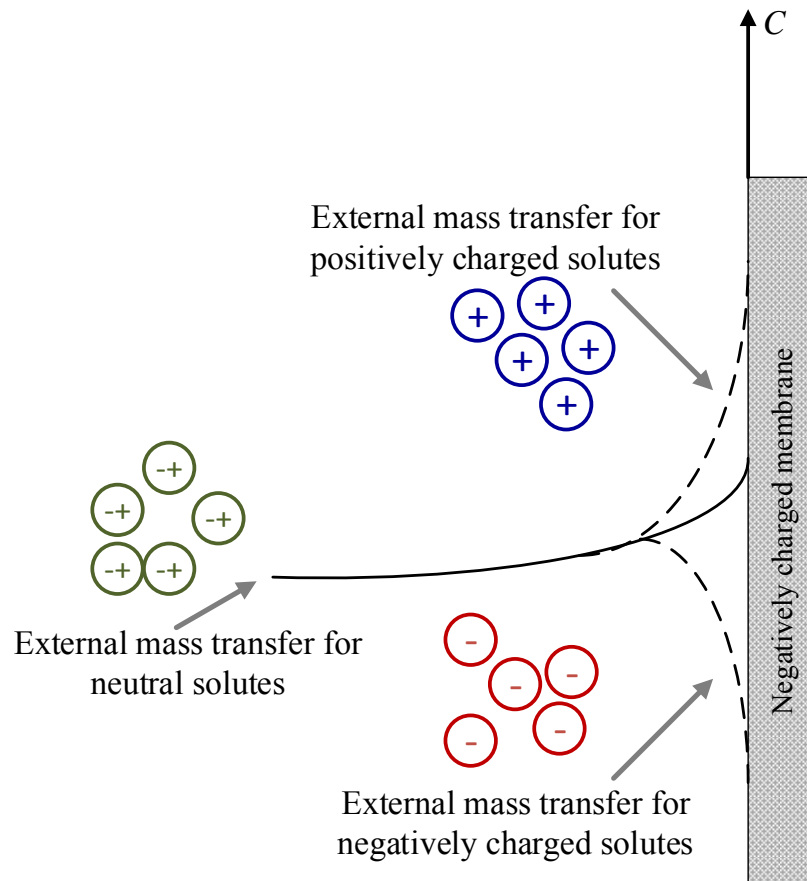 C
External mass transfer for
positively charged solutes
+
+
+
+
+
-+
-+
-+
-+
-+
External mass transfer for
neutral solutes
Negatively charged membrane
-
-
-
-
-
External mass transfer for
negatively charged solutes